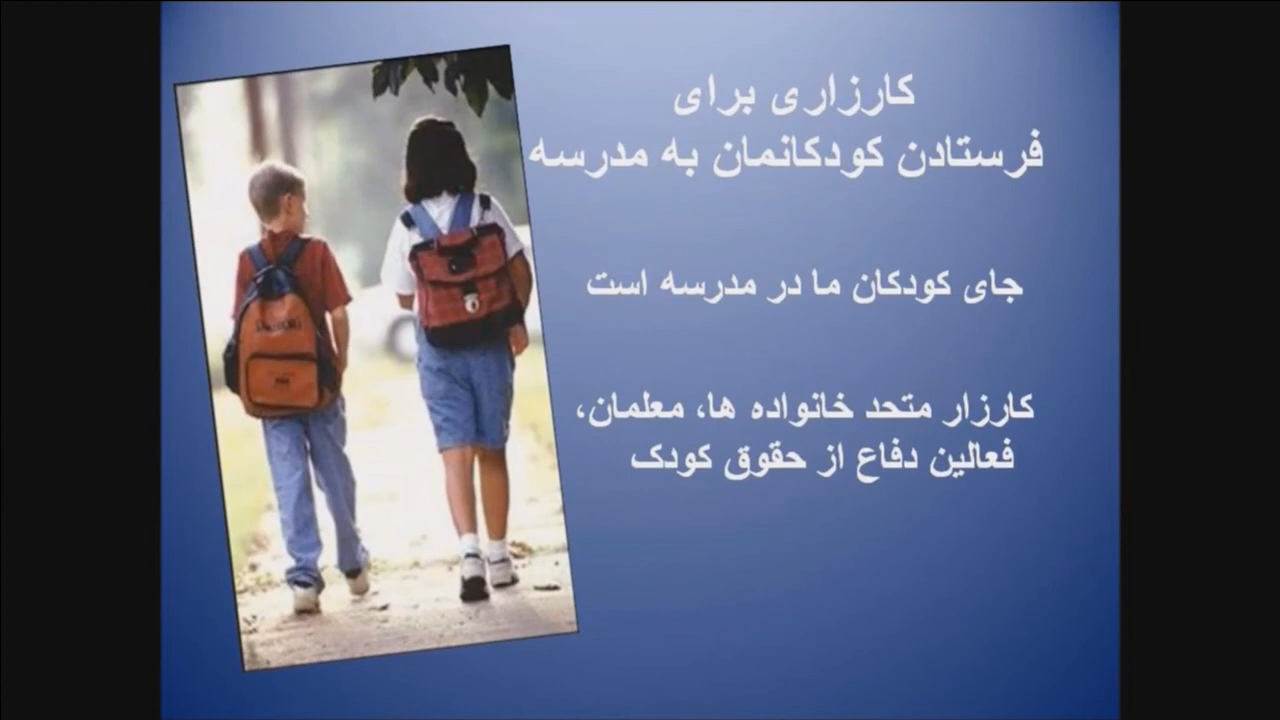 کارزاری برای
فرستادن کودکانمان به مدرسه
جای کودکان ما در مدرسه است
کارزار متحد خانواده ها، معلمان،
فعالین دفاع از حقوق کودک